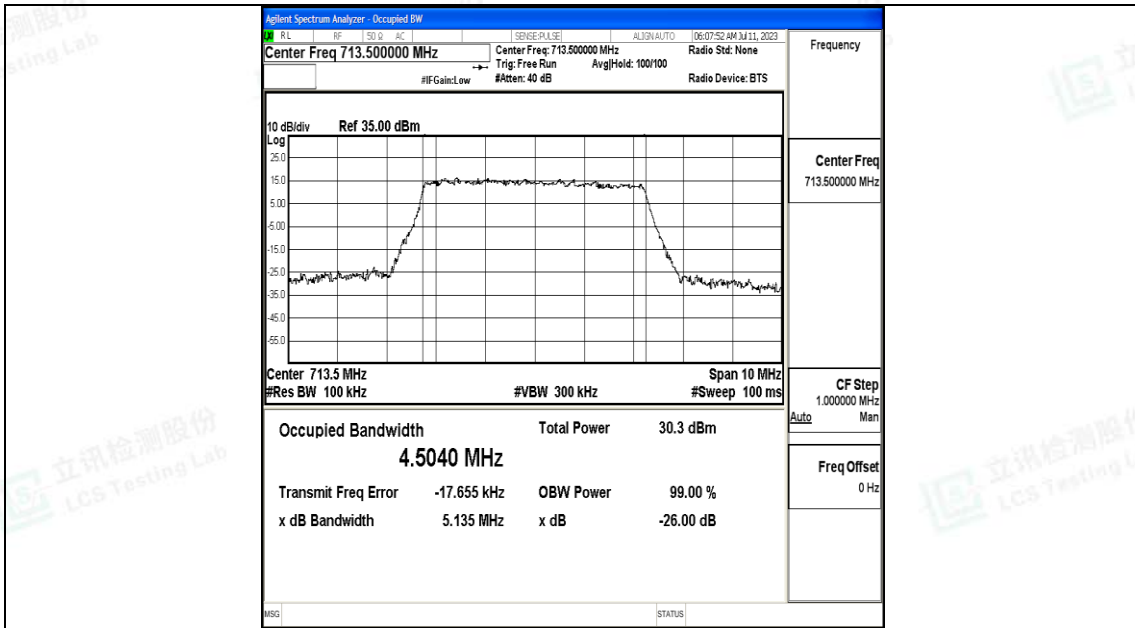 Agilent Spectrum Analyzer - Occupied BW
RL RF 50 Ω AC SENSE:PULSE ALIGN AUTO 06:07:52 AM Jul 11, 2023
Center Freq 713.500000 MHz
Center Freq: 713.500000 MHz Radio Std: None
Trig: Free Run Avg|Hold: 100/100
#IFGain:Low #Atten: 40 dB Radio Device: BTS
Frequency
10 dB/div Ref 35.00 dBm
Log
25.0
15.0
5.00
-5.00
-15.0
-25.0
-35.0
-45.0
-55.0
Center 713.5 MHz Span 10 MHz
#Res BW 100 kHz #VBW 300 kHz #Sweep 100 ms
Center Freq
713.500000 MHz
CF Step
1.000000 MHz
Auto Man
Freq Offset
0 Hz
Occupied Bandwidth Total Power 30.3 dBm
4.5040 MHz
Transmit Freq Error -17.655 kHz OBW Power 99.00 %
x dB Bandwidth 5.135 MHz x dB -26.00 dB
MSG STATUS
立讯检测股份
LCS Testing Lab